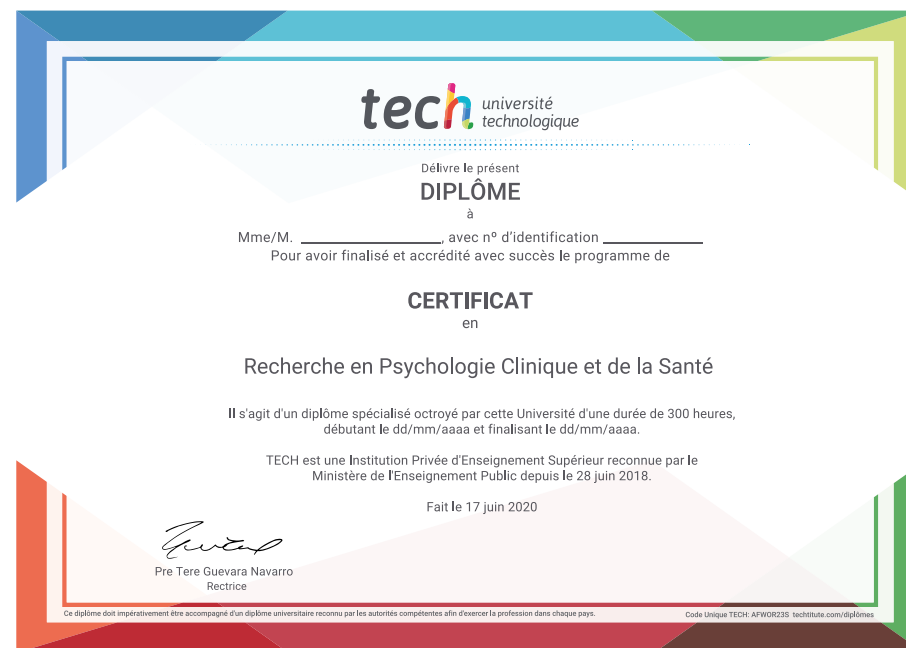 tech université
technologique
Délivre le présent
DIPLÔME
à
Mme/M. ____________________, avec nº d'identification ______________
Pour avoir finalisé et accrédité avec succès le programme de
CERTIFICAT
en
Recherche en Psychologie Clinique et de la Santé
Il s'agit d'un diplôme spécialisé octroyé par cette Université d'une durée de 300 heures,
débutant le dd/mm/aaaa et finalisant le dd/mm/aaaa.
TECH est une Institution Privée d'Enseignement Supérieur reconnue par le
Ministère de l'Enseignement Public depuis le 28 juin 2018.
Fait le 17 juin 2020
Pre Tere Guevara Navarro
Rectrice
Ce diplôme doit impérativement être accompagné d'un diplôme universitaire reconnu par les autorités compétentes afin d'exercer la profession dans chaque pays.
Code Unique TECH: AFWOR23S techtitute.com/diplômes